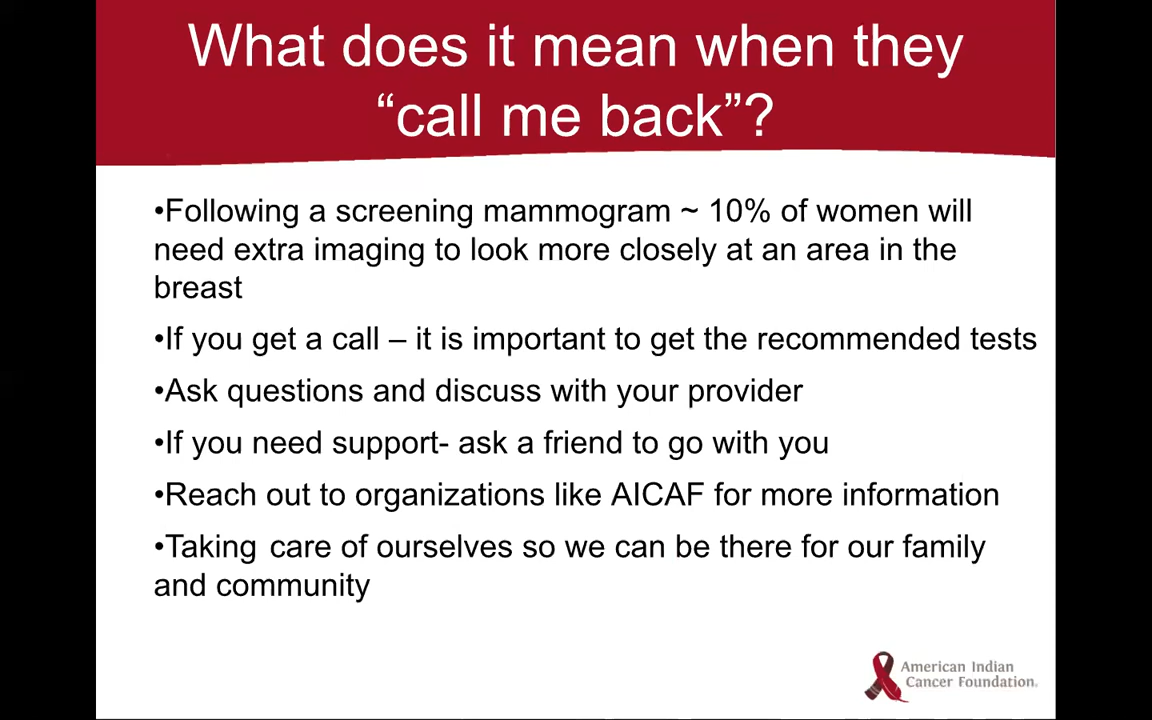 What does it mean when they
“call me back”?
•Following a screening mammogram ~ 10% of women will
need extra imaging to look more closely at an area in the
breast
•If you get a call – it is important to get the recommended tests
•Ask questions and discuss with your provider
•If you need support- ask a friend to go with you
•Reach out to organizations like AICAF for more information
•Taking care of ourselves so we can be there for our family
and community
American Indian
Cancer Foundation.